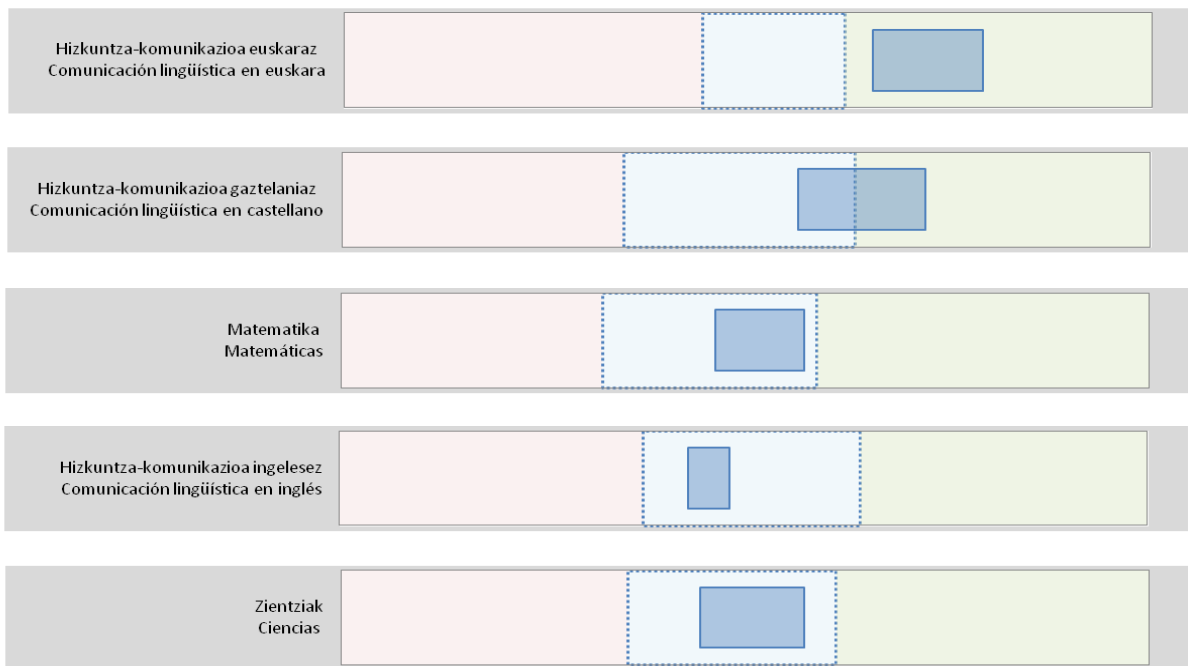 Hizkuntza-komunikazioa euskaraz
Comunicación lingüística en euskara
Hizkuntza-komunikazioa gaztelaniaz
Comunicación lingüística en castellano
Matematika
Matemáticas
Hizkuntza-komunikazioa ingelesez
Comunicación lingüística en inglés
Zientziak
Ciencias